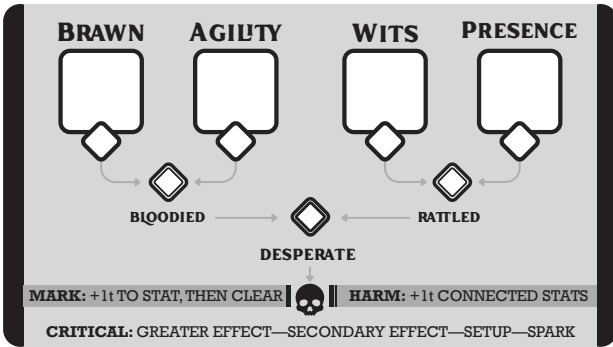 BRAWN AGILITY WITS PRESENCE
BLOODIED RATTLED
DESPERATE
MARK: +1t TO STAT, THEN CLEAR HARM: +1t CONNECTED STATS
CRITICAL: GREATER EFFECT—SECONDARY EFFECT—SETUP—SPARK